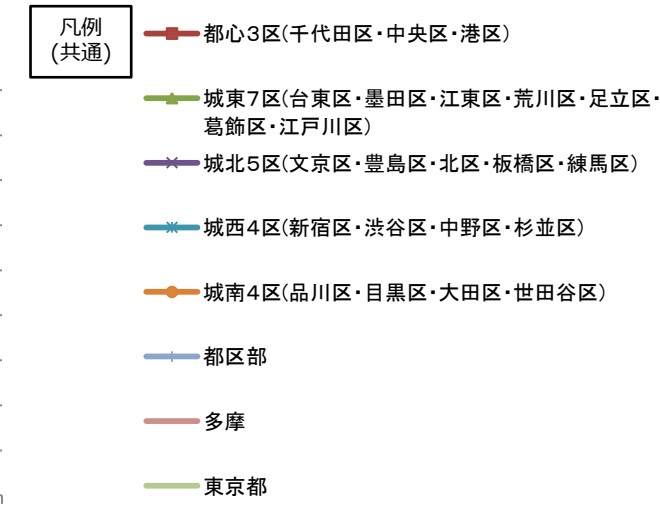 凡例
(共通)
都心3区(千代田区・中央区・港区)
城東7区(台東区・墨田区・江東区・荒川区・足立区・
葛飾区・江戸川区)
城北5区(文京区・豊島区・北区・板橋区・練馬区)
城西4区(新宿区・渋谷区・中野区・杉並区)
城南4区(品川区・目黒区・大田区・世田谷区)
都区部
多摩
東京都